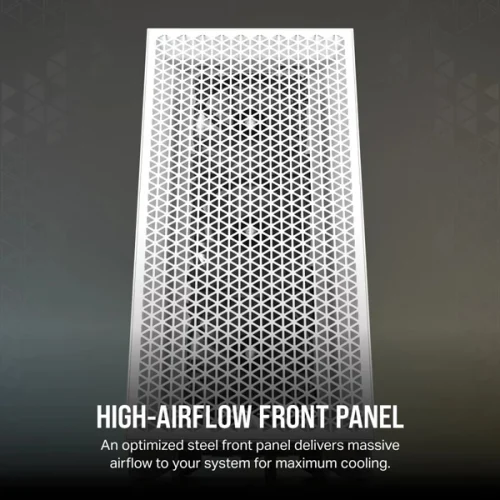 HIGH-AIRFLOW FRONT PANEL
An optimized steel front panel delivers massive
airflow to your system for maximum cooling.